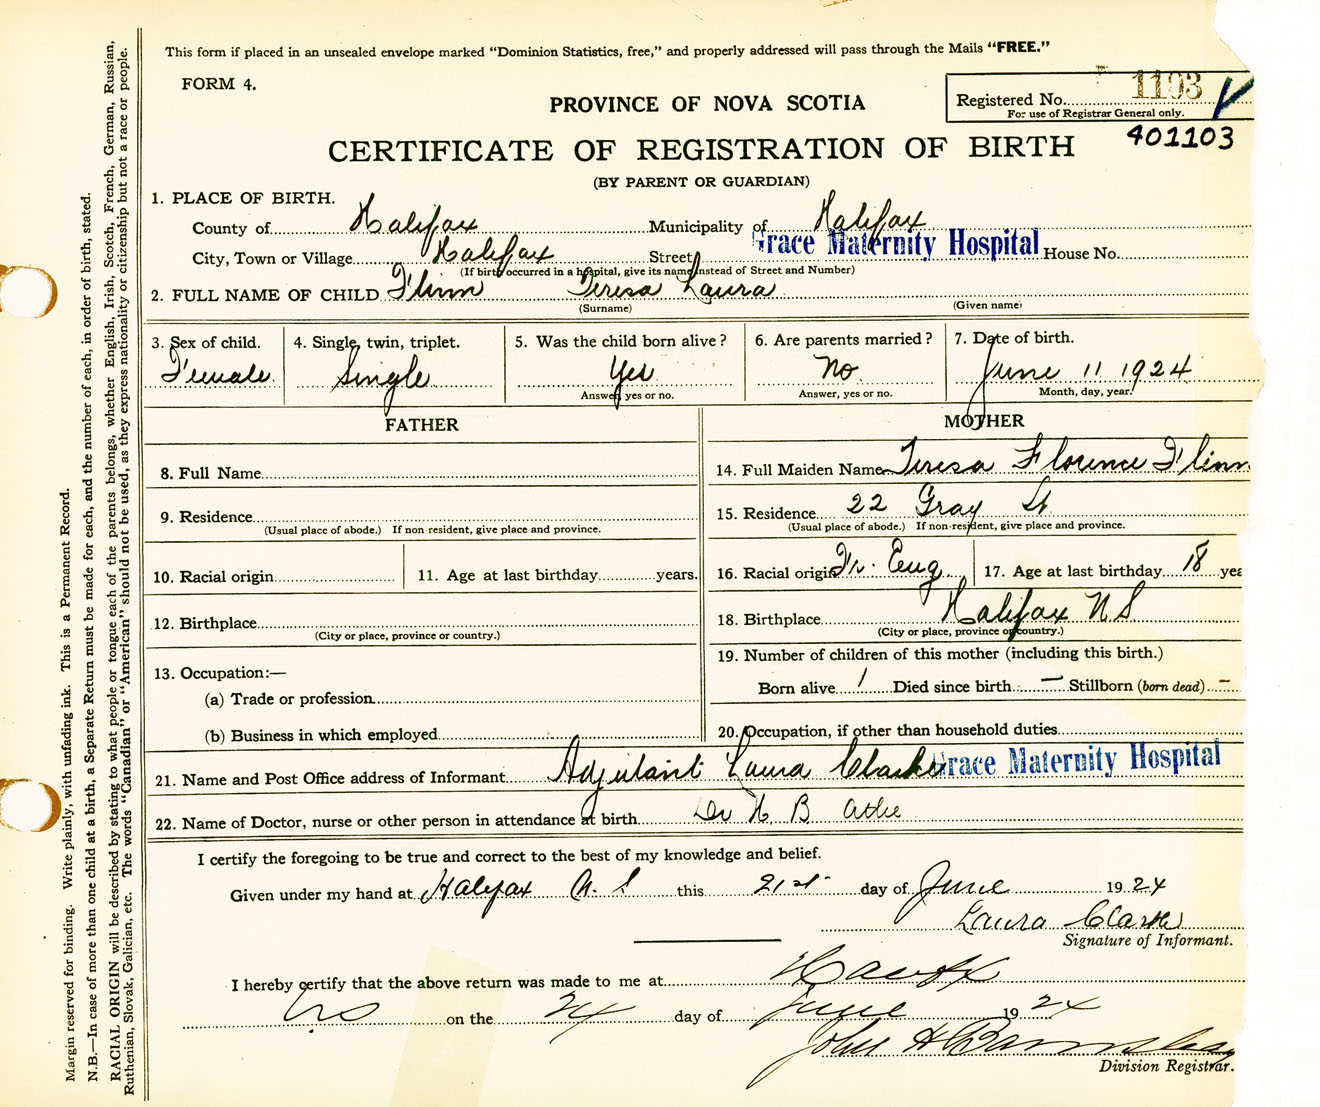 This form if placed in an unsealed envelope marked "Dominion Statistics, free," and properly addressed will pass through the Mails "FREE."
FORM 4.
Registered No. 1103
For use of Registrar General only.
401103
PROVINCE OF NOVA SCOTIA
CERTIFICATE OF REGISTRATION OF BIRTH
(BY PARENT OR GUARDIAN)
1. PLACE OF BIRTH.
County of Halifax Municipality of Halifax
City, Town or Village Halifax Street Grace Maternity Hospital House No.
(If birth occurred in a hospital, give its name instead of Street and Number)
2. FULL NAME OF CHILD Flinn Teresa Laura
(Surname) (Given name)
3. Sex of child. Female
4. Single, twin, triplet. Single
5. Was the child born alive? Yes
Answer, yes or no.
6. Are parents married? No.
Answer, yes or no.
7. Date of birth. June 11 1924
Month, day, year.
FATHER
8. Full Name
9. Residence
(Usual place of abode.) If non-resident, give place and province.
10. Racial origin 11. Age at last birthday years.
12. Birthplace
(City or place, province or country.)
13. Occupation:—
(a) Trade or profession
(b) Business in which employed
MOTHER
14. Full Maiden Name Teresa Florence Flinn
15. Residence 22 Gray St
(Usual place of abode.) If non-resident, give place and province.
16. Racial origin Fr. Eng 17. Age at last birthday 18 yea
18. Birthplace Halifax N S
(City or place, province or country.)
19. Number of children of this mother (including this birth.)
Born alive 1 Died since birth — Stillborn (born dead) —
20. Occupation, if other than household duties
21. Name and Post Office address of Informant Adjutant Laura Clarke Grace Maternity Hospital
22. Name of Doctor, nurse or other person in attendance at birth Dr H B Atlee
I certify the foregoing to be true and correct to the best of my knowledge and belief.
Given under my hand at Halifax N. S this 21st day of June 1924
Laura Clarke
Signature of Informant.
I hereby certify that the above return was made to me at Halifax
NS on the 24 day of June 1924
John H Barnstead
Division Registrar.
Margin reserved for binding. Write plainly, with unfading ink. This is a Permanent Record.
N.B.—In case of more than one child at a birth, a Separate Return must be made for each, and the number of each, in order of birth, stated.
RACIAL ORIGIN will be described by stating to what people or tongue each of the parents belongs, whether English, Irish, Scotch, French, German, Russian,
Ruthenian, Slovak, Galician, etc. The words "Canadian" or "American" should not be used, as they express nationality or citizenship but not a race or people.